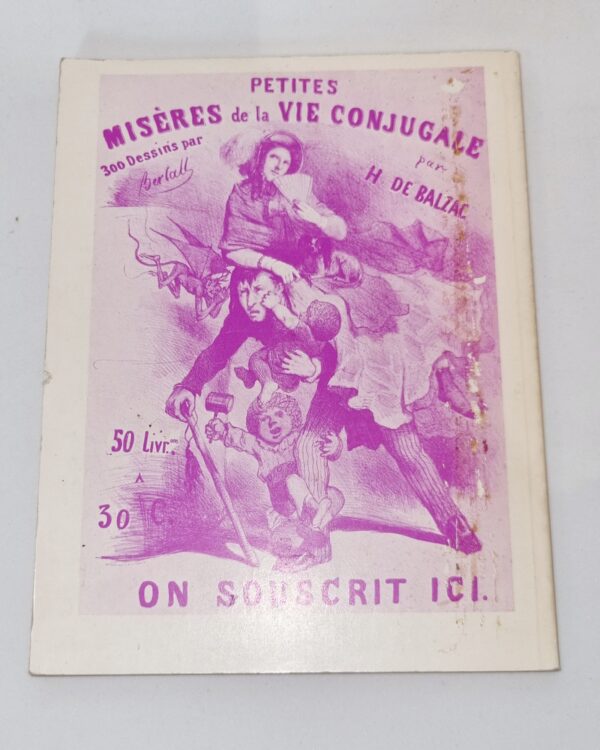 PETITES
MISÈRES de la VIE CONJUGALE
300 Dessins par
Bertall
par
H DE BALZAC
50 Livr.ons
A
30 C.
ON SOUSCRIT ICI.